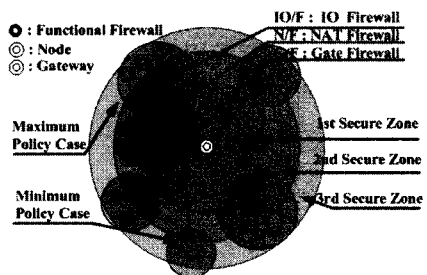 : Functional Firewall
: Node
: Gateway
IO/F : IO Firewall
N/F : NAT Firewall
/F : Gate Firewall
Maximum
Policy Case
Minimum
Policy Case
1st Secure Zone
2nd Secure Zone
3rd Secure Zone